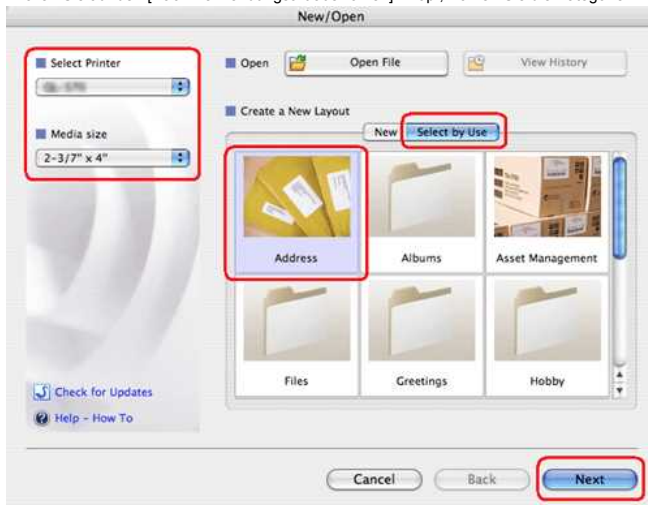 New/Open
Select Printer
Open
Open File
View History
Create a New Layout
Media size
New
Select by Use
2-3/7" x 4"
Address
Albums
Asset Management
Files
Greetings
Hobby
Check for Updates
Help - How To
Cancel
Back
Next